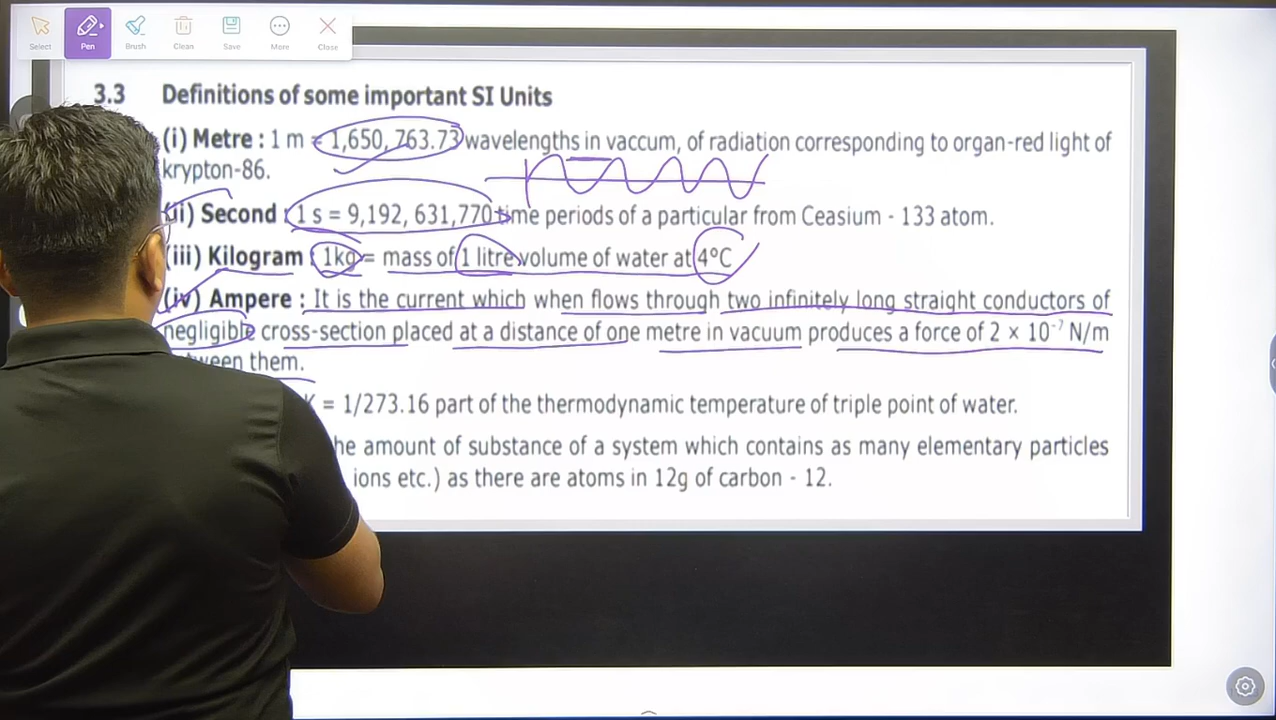 Select Pen Brush Clean Save More Close
3.3 Definitions of some important SI Units
(i) Metre : 1 m = 1,650, 763.73 wavelengths in vaccum, of radiation corresponding to organ-red light of
krypton-86.
(ii) Second : 1 s = 9,192, 631,770 time periods of a particular from Ceasium - 133 atom.
(iii) Kilogram : 1kg = mass of 1 litre volume of water at 4°C
(iv) Ampere : It is the current which when flows through two infinitely long straight conductors of
negligible cross-section placed at a distance of one metre in vacuum produces a force of 2 × 10⁻⁷ N/m
between them.
K = 1/273.16 part of the thermodynamic temperature of triple point of water.
he amount of substance of a system which contains as many elementary particles
ions etc.) as there are atoms in 12g of carbon - 12.